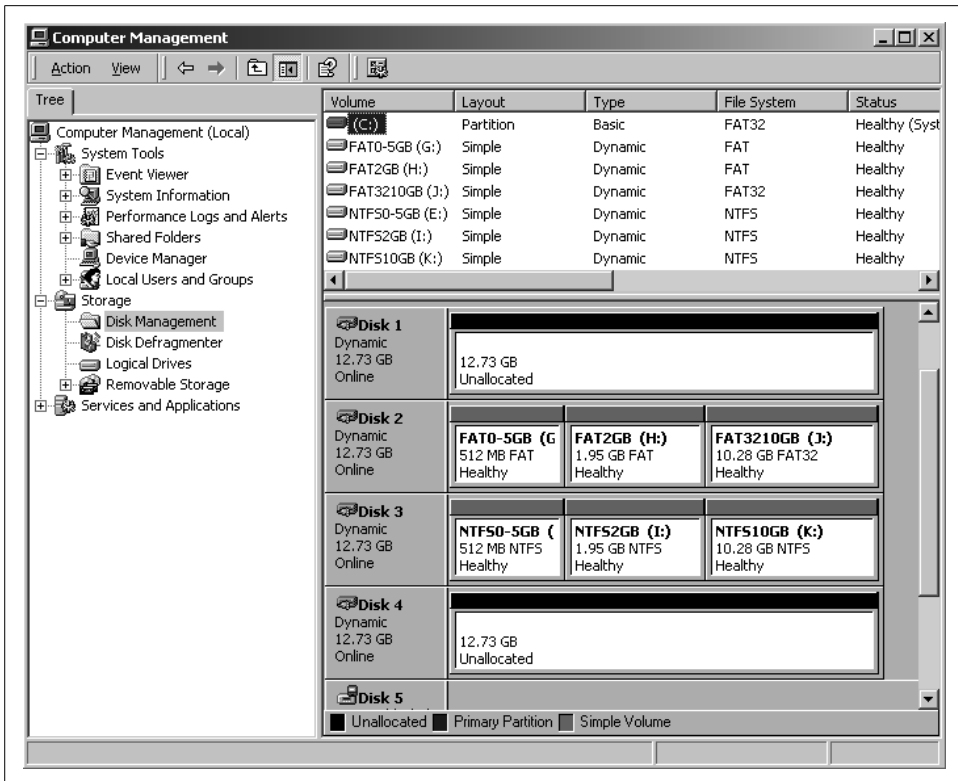 Computer Management
Action View
Tree
Computer Management (Local)
System Tools
Event Viewer
System Information
Performance Logs and Alerts
Shared Folders
Device Manager
Local Users and Groups
Storage
Disk Management
Disk Defragmenter
Logical Drives
Removable Storage
Services and Applications
Volume Layout Type File System Status
(C:) Partition Basic FAT32 Healthy (Syst
FAT0-5GB (G:) Simple Dynamic FAT Healthy
FAT2GB (H:) Simple Dynamic FAT Healthy
FAT3210GB (J:) Simple Dynamic FAT32 Healthy
NTFS0-5GB (E:) Simple Dynamic NTFS Healthy
NTFS2GB (I:) Simple Dynamic NTFS Healthy
NTFS10GB (K:) Simple Dynamic NTFS Healthy
Disk 1
Dynamic
12.73 GB
Online
12.73 GB
Unallocated
Disk 2
Dynamic
12.73 GB
Online
FAT0-5GB (G
512 MB FAT
Healthy
FAT2GB (H:)
1.95 GB FAT
Healthy
FAT3210GB (J:)
10.28 GB FAT32
Healthy
Disk 3
Dynamic
12.73 GB
Online
NTFS0-5GB (
512 MB NTFS
Healthy
NTFS2GB (I:)
1.95 GB NTFS
Healthy
NTFS10GB (K:)
10.28 GB NTFS
Healthy
Disk 4
Dynamic
12.73 GB
Online
12.73 GB
Unallocated
Disk 5
Unallocated Primary Partition Simple Volume